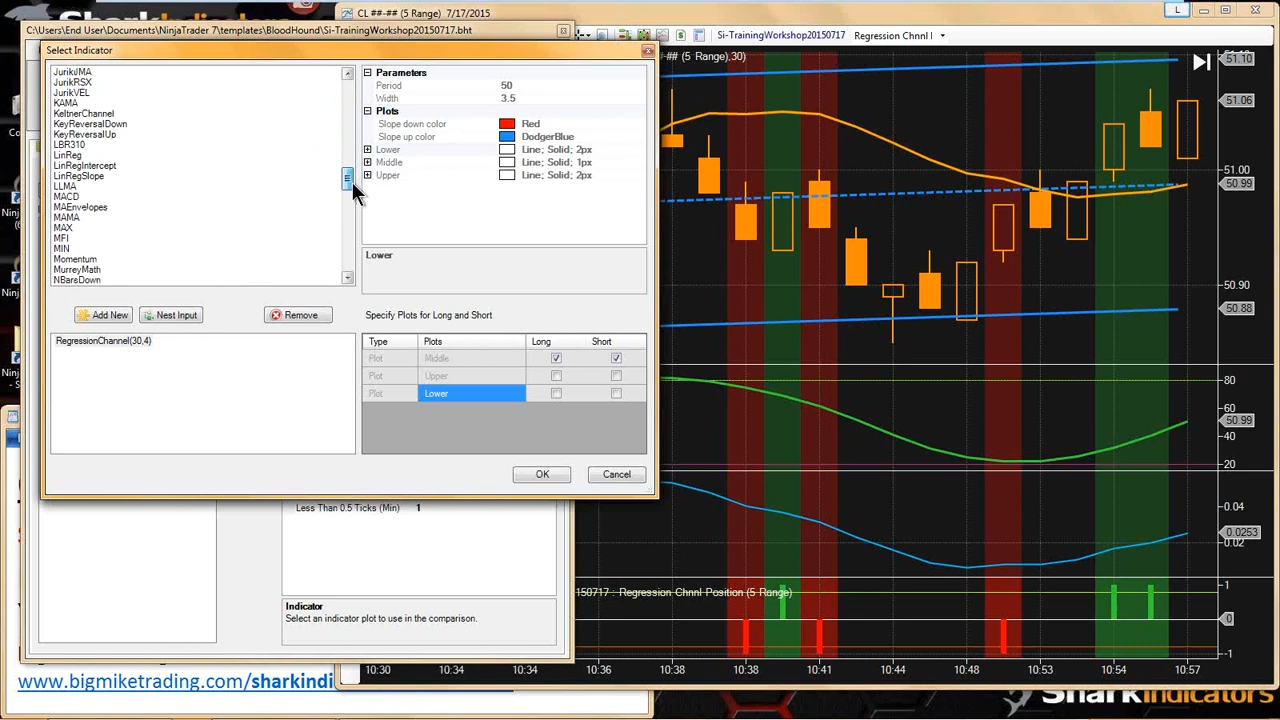 CL ##-## (5 Range) 7/17/2015
L
C:\Users\End User\Documents\NinjaTrader 7\templates\BloodHound\Si-TrainingWorkshop20150717.bht
Si-TrainingWorkshop20150717
Regression Chnnl I
Select Indicator
## (5 Range),30)
JurikJMA
JurikRSX
JurikVEL
KAMA
KeltnerChannel
KeyReversalDown
KeyReversalUp
LBR310
LinReg
LinRegIntercept
LinRegSlope
LLMA
MACD
MAEnvelopes
MAMA
MAX
MFI
MIN
Momentum
MurreyMath
NBarsDown
Parameters
Period 50
Width 3.5
Plots
Slope down color Red
Slope up color DodgerBlue
Lower Line; Solid; 2px
Middle Line; Solid; 1px
Upper Line; Solid; 2px
Lower
Add New
Nest Input
Remove
Specify Plots for Long and Short
RegressionChannel(30,4)
Type Plots Long Short
Plot Middle
Plot Upper
Plot Lower
OK
Cancel
Less Than 0.5 Ticks (Min) 1
Indicator
Select an indicator plot to use in the comparison.
51.10
51.06
51.00
50.99
50.90
50.88
80
60
50.99
40
20
0.04
0.0253
0.02
150717 : Regression Chnnl Position (5 Range)
1
0
-1
10:30 10:34 10:36 10:36 10:38 10:41 10:44 10:48 10:53 10:54 10:57
www.bigmiketrading.com/sharkindi
SharkIndicators